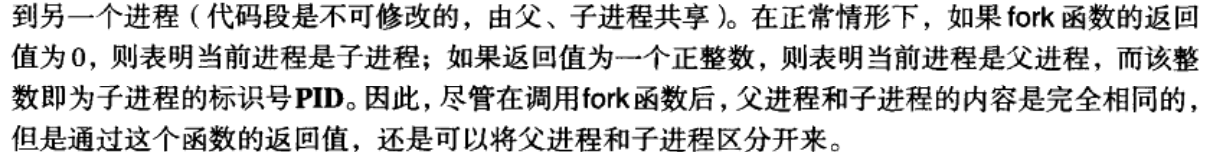 到另一个进程（代码段是不可修改的，由父、子进程共享）。在正常情形下，如果 fork 函数的返回
值为 0，则表明当前进程是子进程；如果返回值为一个正整数，则表明当前进程是父进程，而该整
数即为子进程的标识号PID。因此，尽管在调用fork函数后，父进程和子进程的内容是完全相同的，
但是通过这个函数的返回值，还是可以将父进程和子进程区分开来。